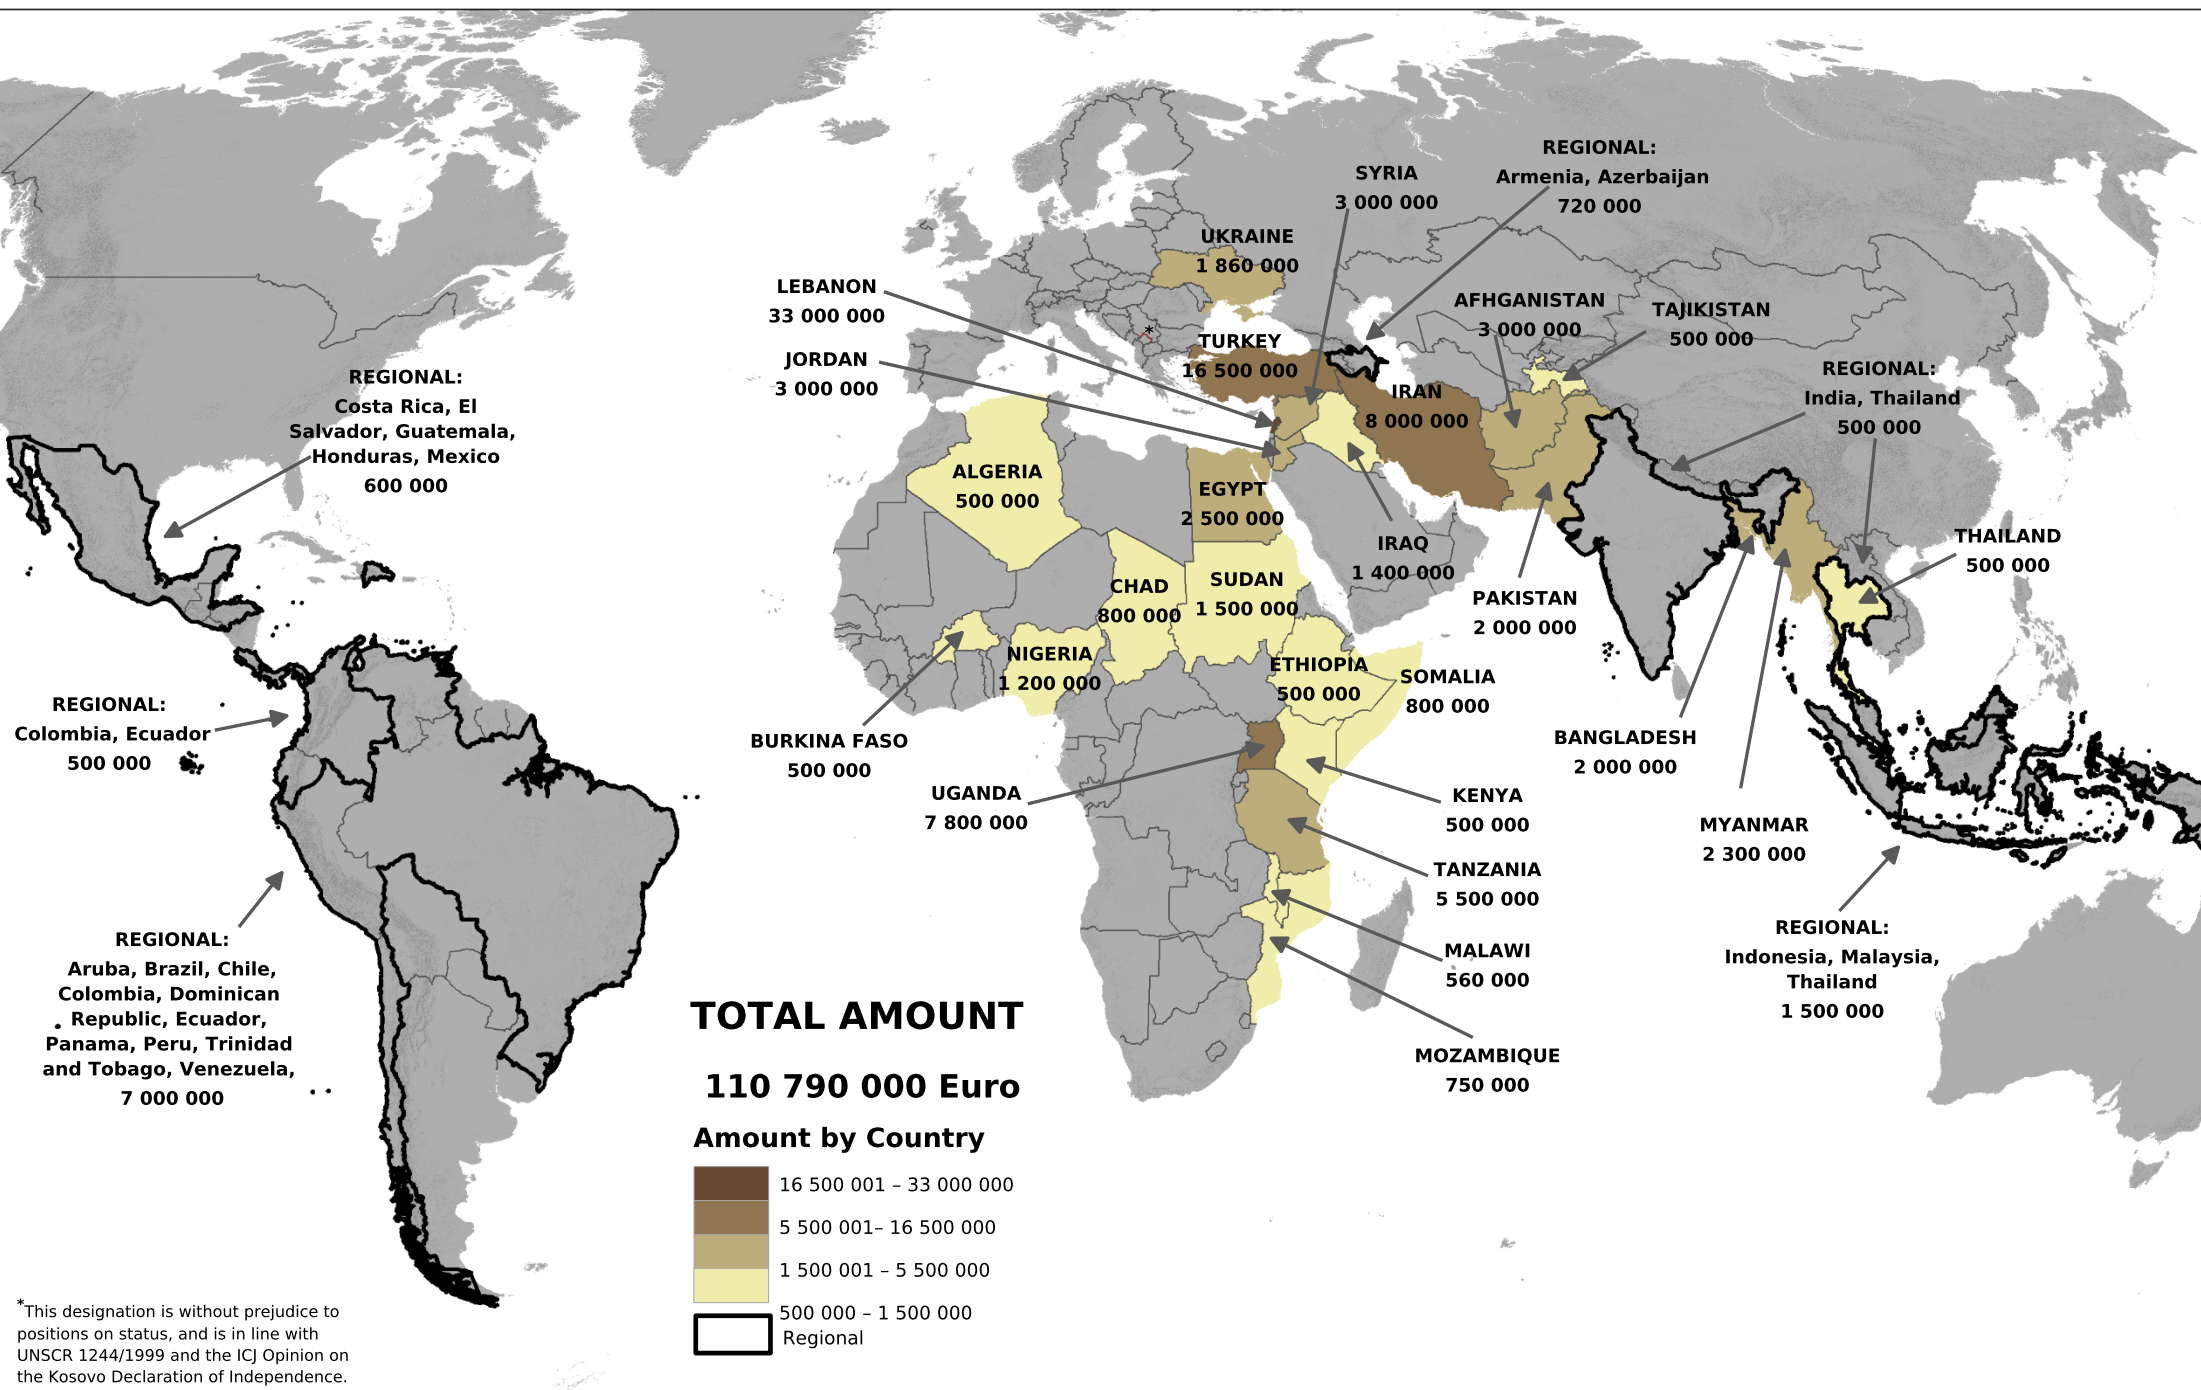 REGIONAL:
Armenia, Azerbaijan
720 000
SYRIA
3 000 000
UKRAINE
1 860 000
LEBANON
33 000 000
AFHGANISTAN
3 000 000
TAJIKISTAN
500 000
TURKEY
16 500 000
JORDAN
3 000 000
REGIONAL:
India, Thailand
500 000
REGIONAL:
Costa Rica, El
Salvador, Guatemala,
Honduras, Mexico
600 000
IRAN
8 000 000
ALGERIA
500 000
EGYPT
2 500 000
IRAQ
1 400 000
THAILAND
500 000
CHAD
800 000
SUDAN
1 500 000
PAKISTAN
2 000 000
NIGERIA
1 200 000
ETHIOPIA
500 000
SOMALIA
800 000
REGIONAL:
Colombia, Ecuador
500 000
BURKINA FASO
500 000
BANGLADESH
2 000 000
UGANDA
7 800 000
KENYA
500 000
MYANMAR
2 300 000
TANZANIA
5 500 000
REGIONAL:
Indonesia, Malaysia,
Thailand
1 500 000
MALAWI
560 000
REGIONAL:
Aruba, Brazil, Chile,
Colombia, Dominican
Republic, Ecuador,
Panama, Peru, Trinidad
and Tobago, Venezuela,
7 000 000
MOZAMBIQUE
750 000
*
TOTAL AMOUNT
110 790 000 Euro
Amount by Country
16 500 001 – 33 000 000
5 500 001– 16 500 000
1 500 001 – 5 500 000
500 000 – 1 500 000
Regional
*This designation is without prejudice to
positions on status, and is in line with
UNSCR 1244/1999 and the ICJ Opinion on
the Kosovo Declaration of Independence.